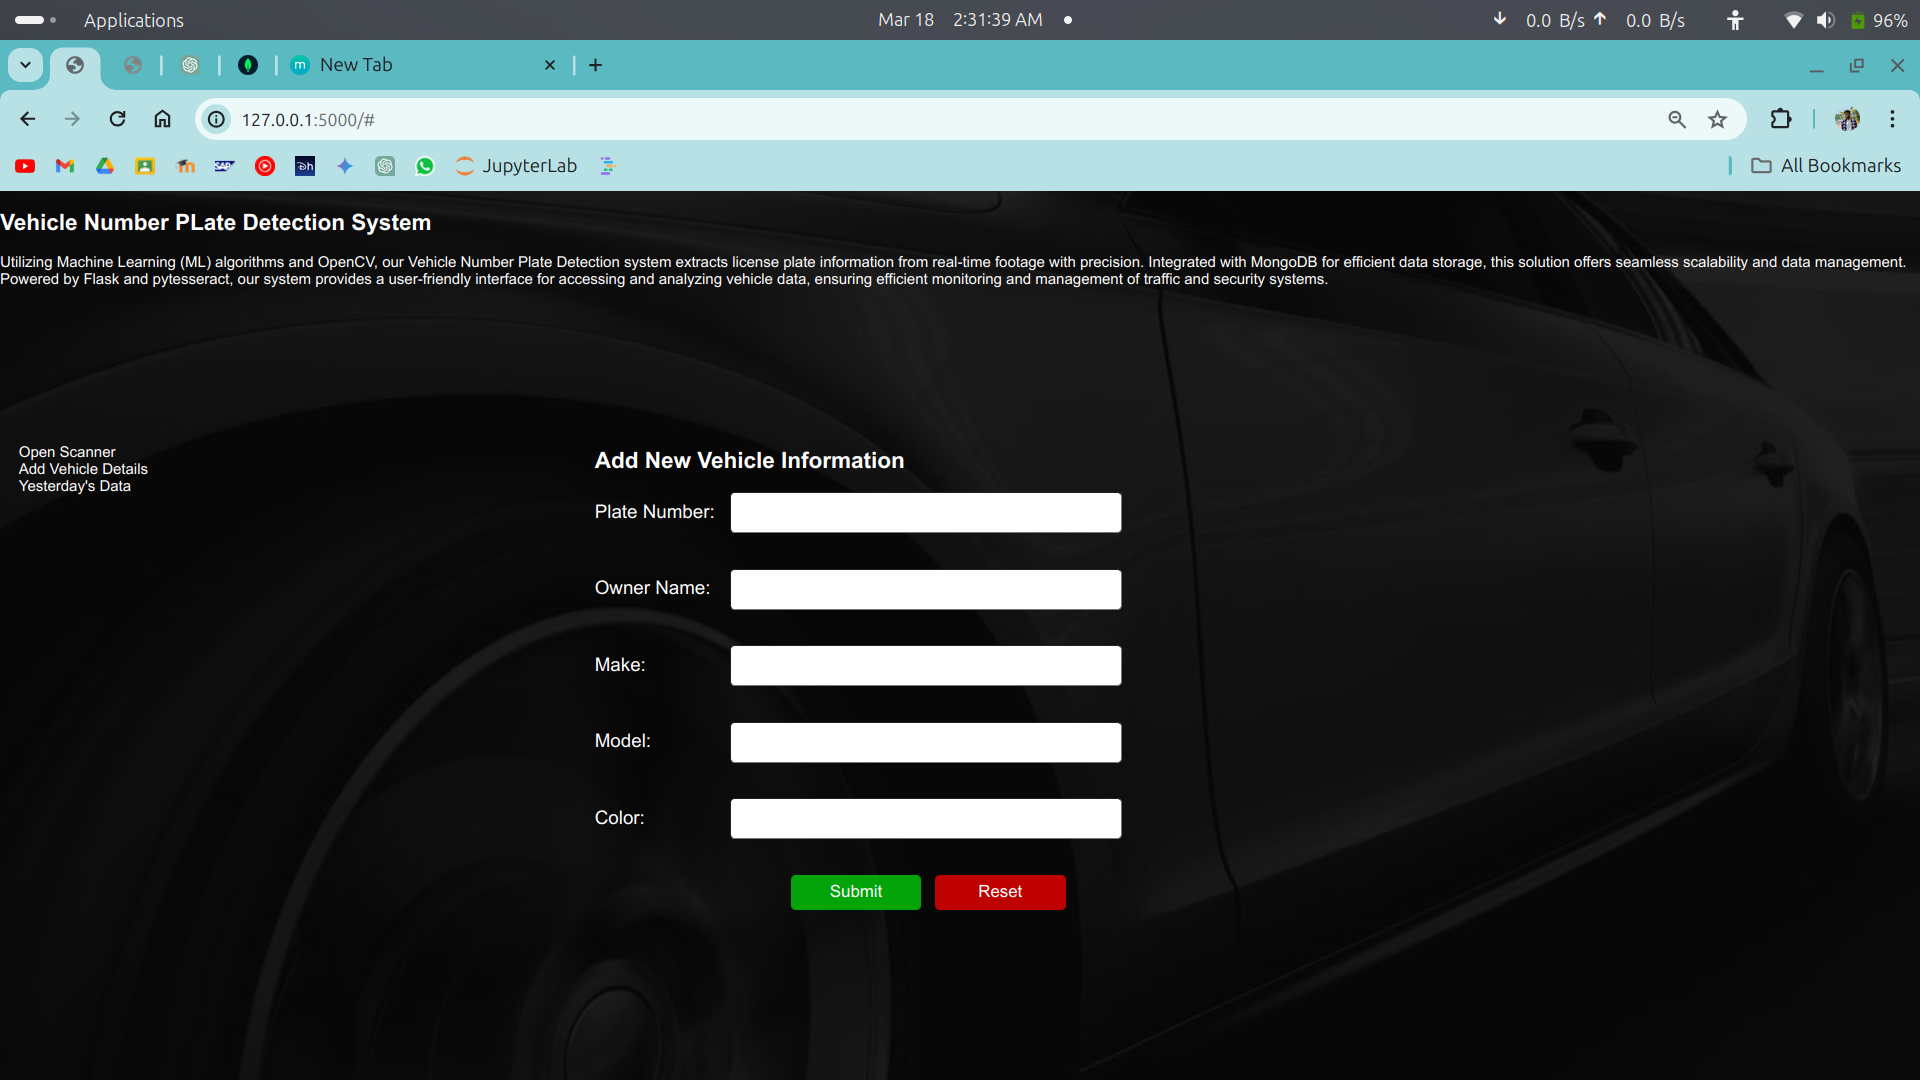 Applications
Mar 18 2:31:39 AM
0.0 B/s 0.0 B/s
96%
New Tab
127.0.0.1:5000/#
SAP
JupyterLab
All Bookmarks
Vehicle Number PLate Detection System
Utilizing Machine Learning (ML) algorithms and OpenCV, our Vehicle Number Plate Detection system extracts license plate information from real-time footage with precision. Integrated with MongoDB for efficient data storage, this solution offers seamless scalability and data management.
Powered by Flask and pytesseract, our system provides a user-friendly interface for accessing and analyzing vehicle data, ensuring efficient monitoring and management of traffic and security systems.
Open Scanner
Add Vehicle Details
Yesterday's Data
Add New Vehicle Information
Plate Number:
Owner Name:
Make:
Model:
Color:
Submit Reset